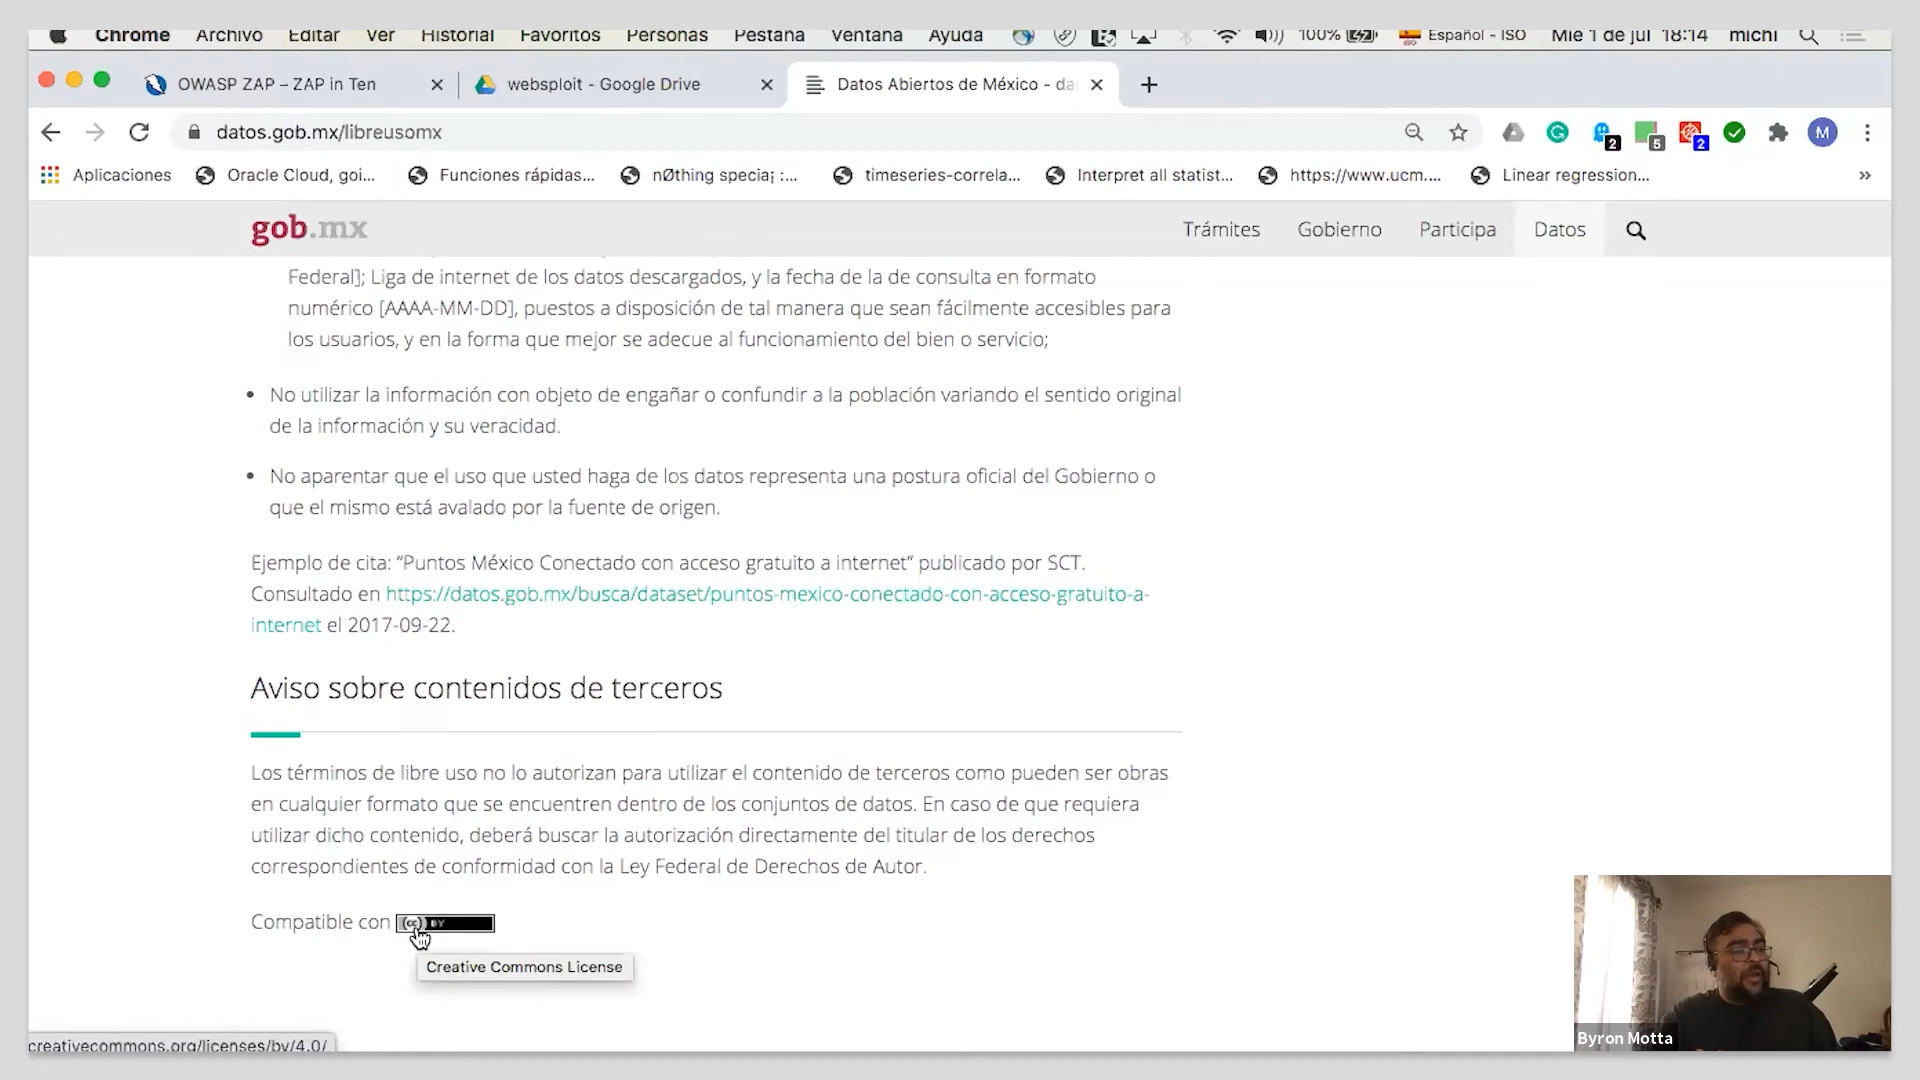 Chrome Archivo Editar Ver Historial Favoritos Personas Pestaña Ventana Ayuda 100% Español - ISO Mié 1 de jul 18:14 michi
OWASP ZAP – ZAP in Ten
websploit - Google Drive
Datos Abiertos de México - da
datos.gob.mx/libreusomx
2
5
2
M
Aplicaciones
Oracle Cloud, goi...
Funciones rápidas...
nØthing specia¡ :...
timeseries-correla...
Interpret all statist...
https://www.ucm....
Linear regression...
»
gob.mx
Trámites Gobierno Participa Datos
Federal]; Liga de internet de los datos descargados, y la fecha de la de consulta en formato
numérico [AAAA-MM-DD], puestos a disposición de tal manera que sean fácilmente accesibles para
los usuarios, y en la forma que mejor se adecue al funcionamiento del bien o servicio;
• No utilizar la información con objeto de engañar o confundir a la población variando el sentido original
de la información y su veracidad.
• No aparentar que el uso que usted haga de los datos representa una postura oficial del Gobierno o
que el mismo está avalado por la fuente de origen.
Ejemplo de cita: “Puntos México Conectado con acceso gratuito a internet” publicado por SCT.
Consultado en https://datos.gob.mx/busca/dataset/puntos-mexico-conectado-con-acceso-gratuito-a-
internet el 2017-09-22.
Aviso sobre contenidos de terceros
Los términos de libre uso no lo autorizan para utilizar el contenido de terceros como pueden ser obras
en cualquier formato que se encuentren dentro de los conjuntos de datos. En caso de que requiera
utilizar dicho contenido, deberá buscar la autorización directamente del titular de los derechos
correspondientes de conformidad con la Ley Federal de Derechos de Autor.
Compatible con (cc) BY
Creative Commons License
creativecommons.org/licenses/by/4.0/
Byron Motta